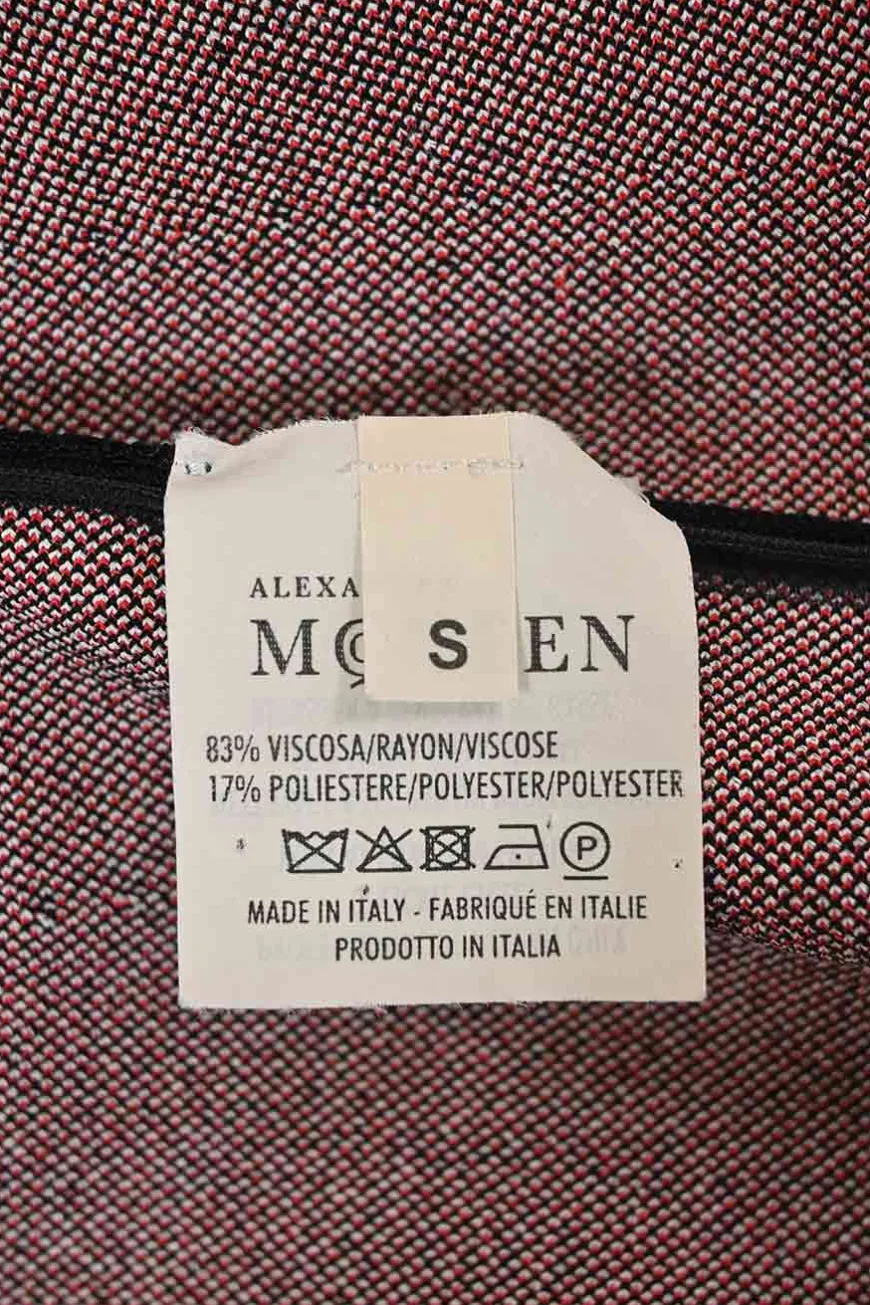 ALEXA
MQ EN
S
83% VISCOSA/RAYON/VISCOSE
17% POLIESTERE/POLYESTER/POLYESTER
P
MADE IN ITALY - FABRIQUÉ EN ITALIE
PRODOTTO IN ITALIA